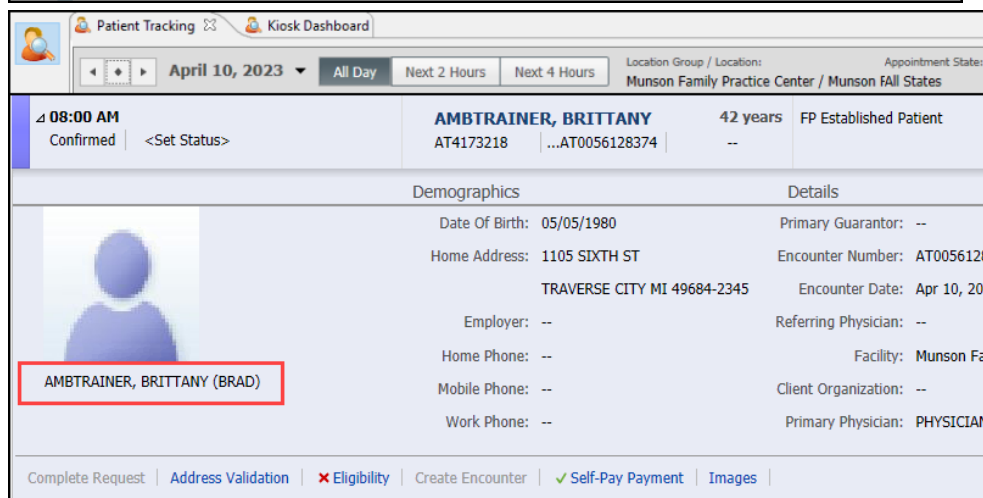 Patient Tracking Kiosk Dashboard
April 10, 2023 All Day Next 2 Hours Next 4 Hours Location Group / Location: Appointment State:
Munson Family Practice Center / Munson F All States
08:00 AM AMBTRAINER, BRITTANY 42 years FP Established Patient
Confirmed <Set Status> AT4173218 ...AT0056128374 --
Demographics Details
Date Of Birth: 05/05/1980 Primary Guarantor: --
Home Address: 1105 SIXTH ST Encounter Number: AT005612
TRAVERSE CITY MI 49684-2345 Encounter Date: Apr 10, 20
Employer: -- Referring Physician: --
Home Phone: -- Facility: Munson Fa
AMBTRAINER, BRITTANY (BRAD) Mobile Phone: -- Client Organization: --
Work Phone: -- Primary Physician: PHYSICIAN
Complete Request Address Validation Eligibility Create Encounter Self-Pay Payment Images